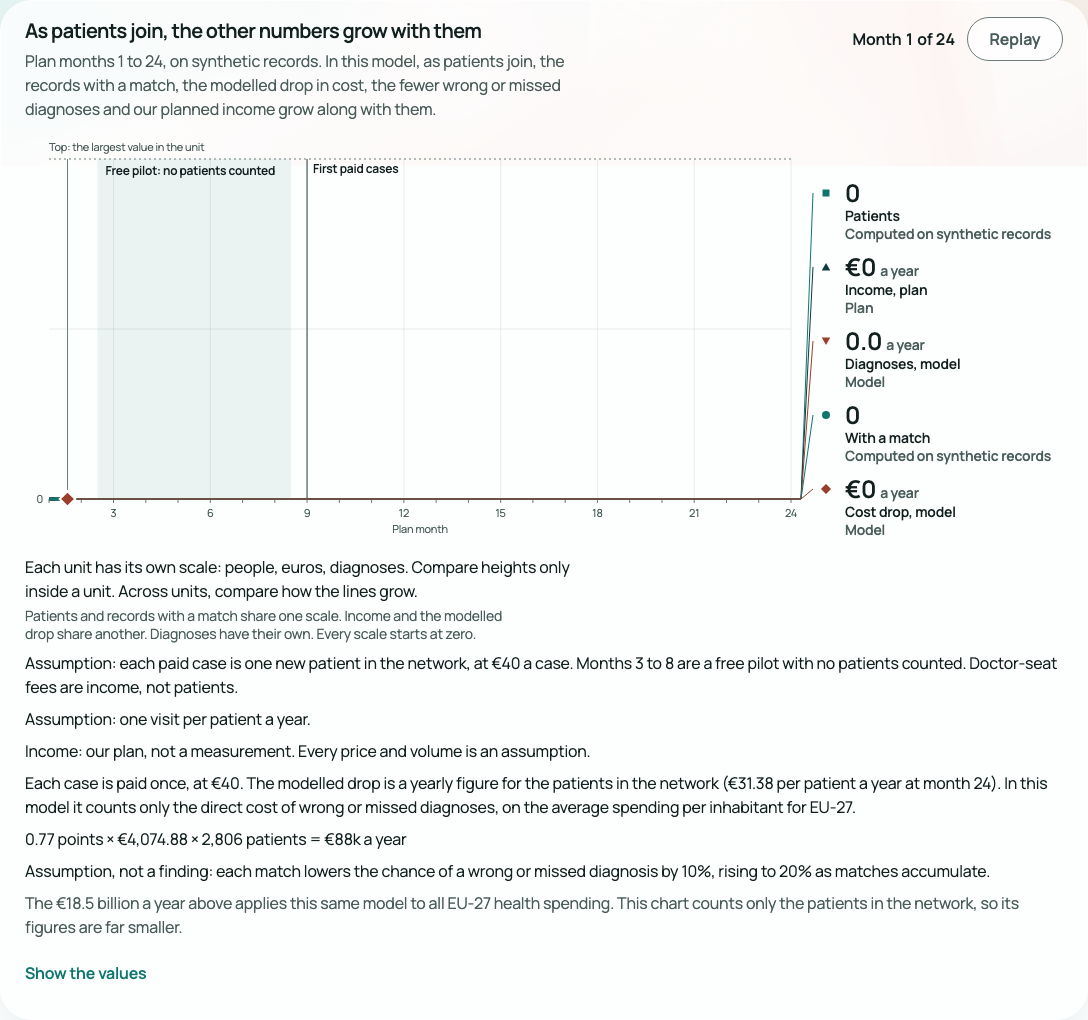 As patients join, the other numbers grow with them
Month 1 of 24
Replay
Plan months 1 to 24, on synthetic records. In this model, as patients join, the
records with a match, the modelled drop in cost, the fewer wrong or missed
diagnoses and our planned income grow along with them.
Top: the largest value in the unit
Free pilot: no patients counted
First paid cases
0
Patients
Computed on synthetic records
€0 a year
Income, plan
Plan
0.0 a year
Diagnoses, model
Model
0
With a match
Computed on synthetic records
€0 a year
Cost drop, model
Model
0
3 6 9 12 15 18 21 24
Plan month
Each unit has its own scale: people, euros, diagnoses. Compare heights only
inside a unit. Across units, compare how the lines grow.
Patients and records with a match share one scale. Income and the modelled
drop share another. Diagnoses have their own. Every scale starts at zero.
Assumption: each paid case is one new patient in the network, at €40 a case. Months 3 to 8 are a free pilot with no patients counted. Doctor-seat
fees are income, not patients.
Assumption: one visit per patient a year.
Income: our plan, not a measurement. Every price and volume is an assumption.
Each case is paid once, at €40. The modelled drop is a yearly figure for the patients in the network (€31.38 per patient a year at month 24). In this
model it counts only the direct cost of wrong or missed diagnoses, on the average spending per inhabitant for EU-27.
0.77 points × €4,074.88 × 2,806 patients = €88k a year
Assumption, not a finding: each match lowers the chance of a wrong or missed diagnosis by 10%, rising to 20% as matches accumulate.
The €18.5 billion a year above applies this same model to all EU-27 health spending. This chart counts only the patients in the network, so its
figures are far smaller.
Show the values